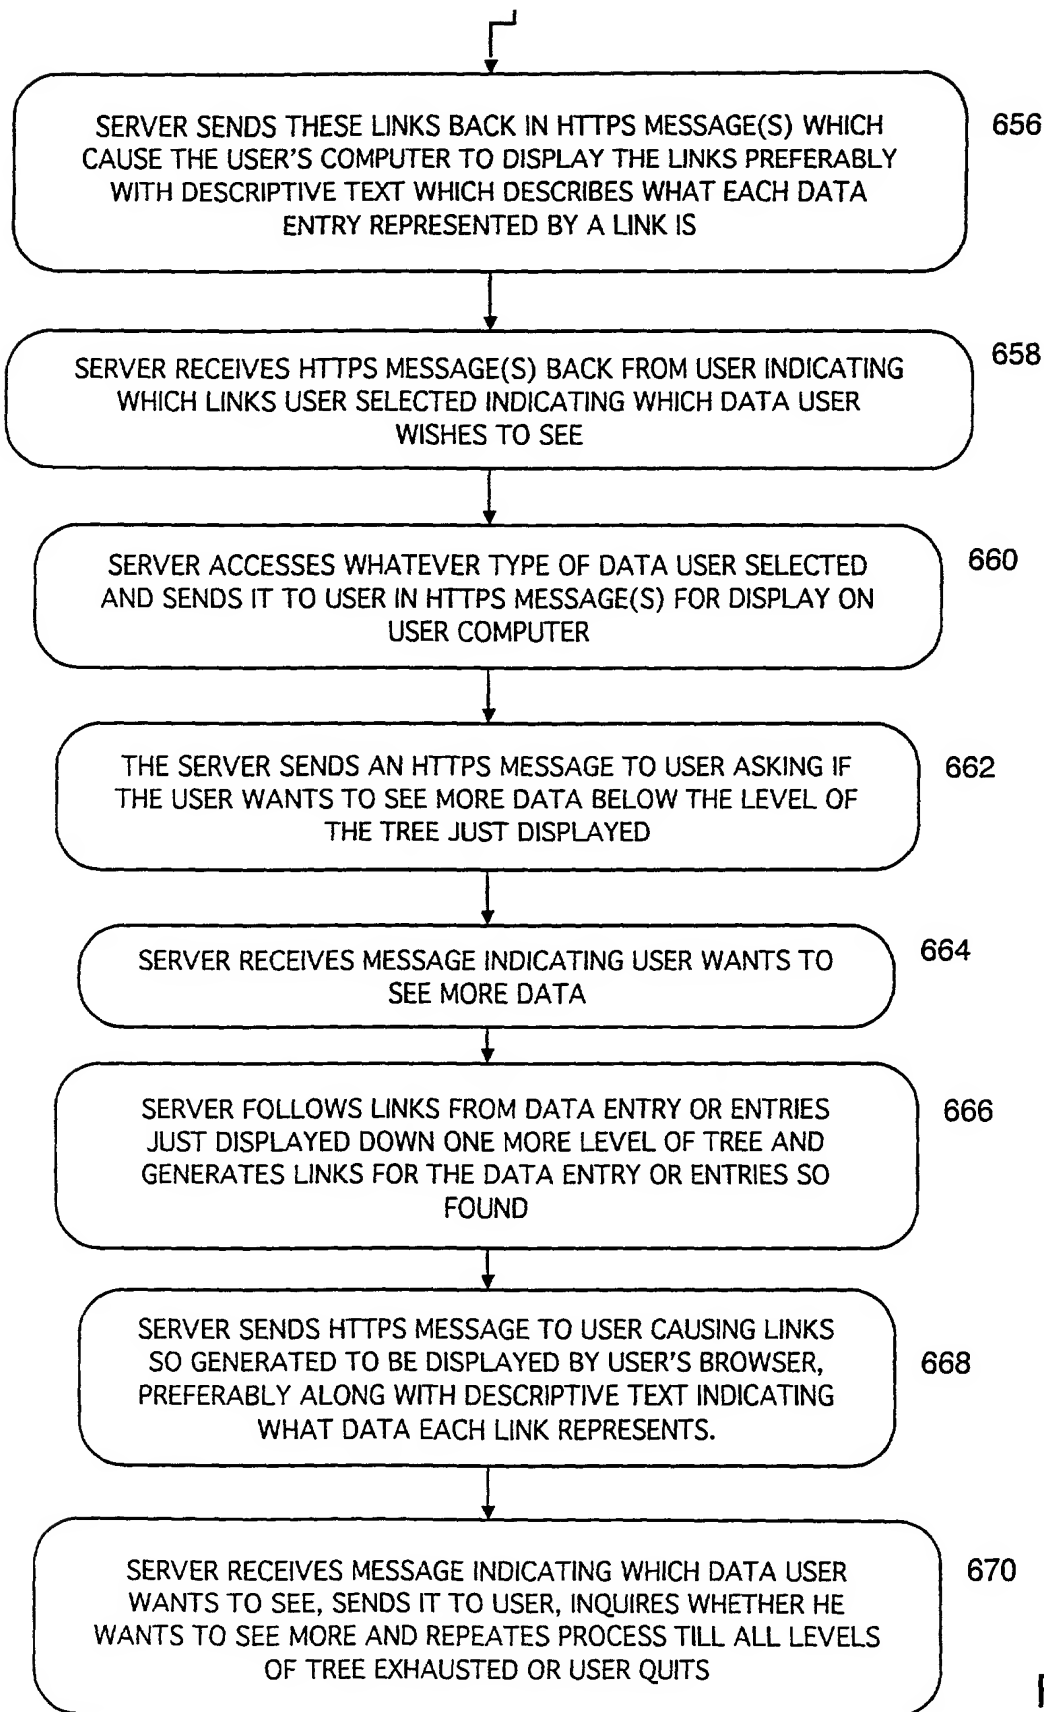 SERVER SENDS THESE LINKS BACK IN HTTPS MESSAGE(S) WHICH
CAUSE THE USER'S COMPUTER TO DISPLAY THE LINKS PREFERABLY
WITH DESCRIPTIVE TEXT WHICH DESCRIBES WHAT EACH DATA
ENTRY REPRESENTED BY A LINK IS
656
SERVER RECEIVES HTTPS MESSAGE(S) BACK FROM USER INDICATING
WHICH LINKS USER SELECTED INDICATING WHICH DATA USER
WISHES TO SEE
658
SERVER ACCESSES WHATEVER TYPE OF DATA USER SELECTED
AND SENDS IT TO USER IN HTTPS MESSAGE(S) FOR DISPLAY ON
USER COMPUTER
660
THE SERVER SENDS AN HTTPS MESSAGE TO USER ASKING IF
THE USER WANTS TO SEE MORE DATA BELOW THE LEVEL OF
THE TREE JUST DISPLAYED
662
SERVER RECEIVES MESSAGE INDICATING USER WANTS TO
SEE MORE DATA
664
SERVER FOLLOWS LINKS FROM DATA ENTRY OR ENTRIES
JUST DISPLAYED DOWN ONE MORE LEVEL OF TREE AND
GENERATES LINKS FOR THE DATA ENTRY OR ENTRIES SO
FOUND
666
SERVER SENDS HTTPS MESSAGE TO USER CAUSING LINKS
SO GENERATED TO BE DISPLAYED BY USER'S BROWSER,
PREFERABLY ALONG WITH DESCRIPTIVE TEXT INDICATING
WHAT DATA EACH LINK REPRESENTS.
668
SERVER RECEIVES MESSAGE INDICATING WHICH DATA USER
WANTS TO SEE, SENDS IT TO USER, INQUIRES WHETHER HE
WANTS TO SEE MORE AND REPEATES PROCESS TILL ALL LEVELS
OF TREE EXHAUSTED OR USER QUITS
670